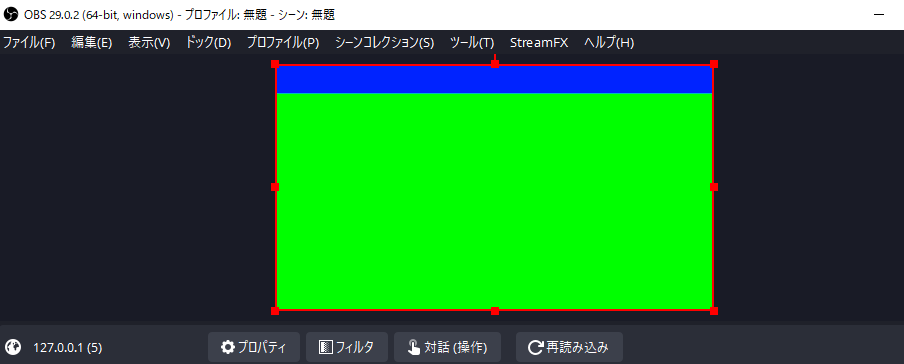 OBS 29.0.2 (64-bit, windows) - プロファイル: 無題 - シーン: 無題
ファイル(F) 編集(E) 表示(V) ドック(D) プロファイル(P) シーンコレクション(S) ツール(T) StreamFX ヘルプ(H)
127.0.0.1 (5) プロパティ フィルタ 対話 (操作) 再読み込み